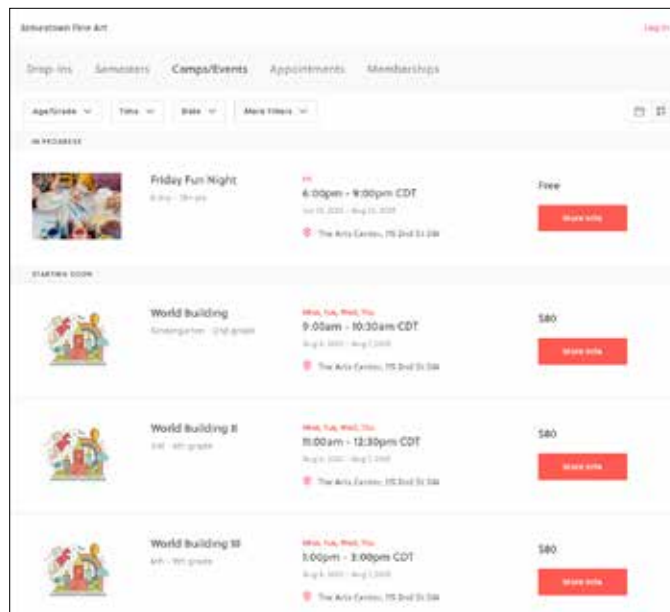 Jamestown Fine Art
Log In
Drop-Ins Semesters Camps/Events Appointments Memberships
Age/Grade Time Date More Filters
IN PROGRESS
Friday Fun Night
Fri
6:00pm - 9:00pm CDT
Free
More Info
The Arts Center, 115 2nd St SW
STARTING SOON
World Building
Kindergarten - 2nd grade
Mon, Tue, Wed, Thu
9:00am - 10:30am CDT
$80
More Info
The Arts Center, 115 2nd St SW
World Building II
Mon, Tue, Wed, Thu
11:00am - 12:30pm CDT
$80
More Info
The Arts Center, 115 2nd St SW
World Building III
Mon, Tue, Wed, Thu
1:00pm - 3:00pm CDT
$80
More Info
The Arts Center, 115 2nd St SW